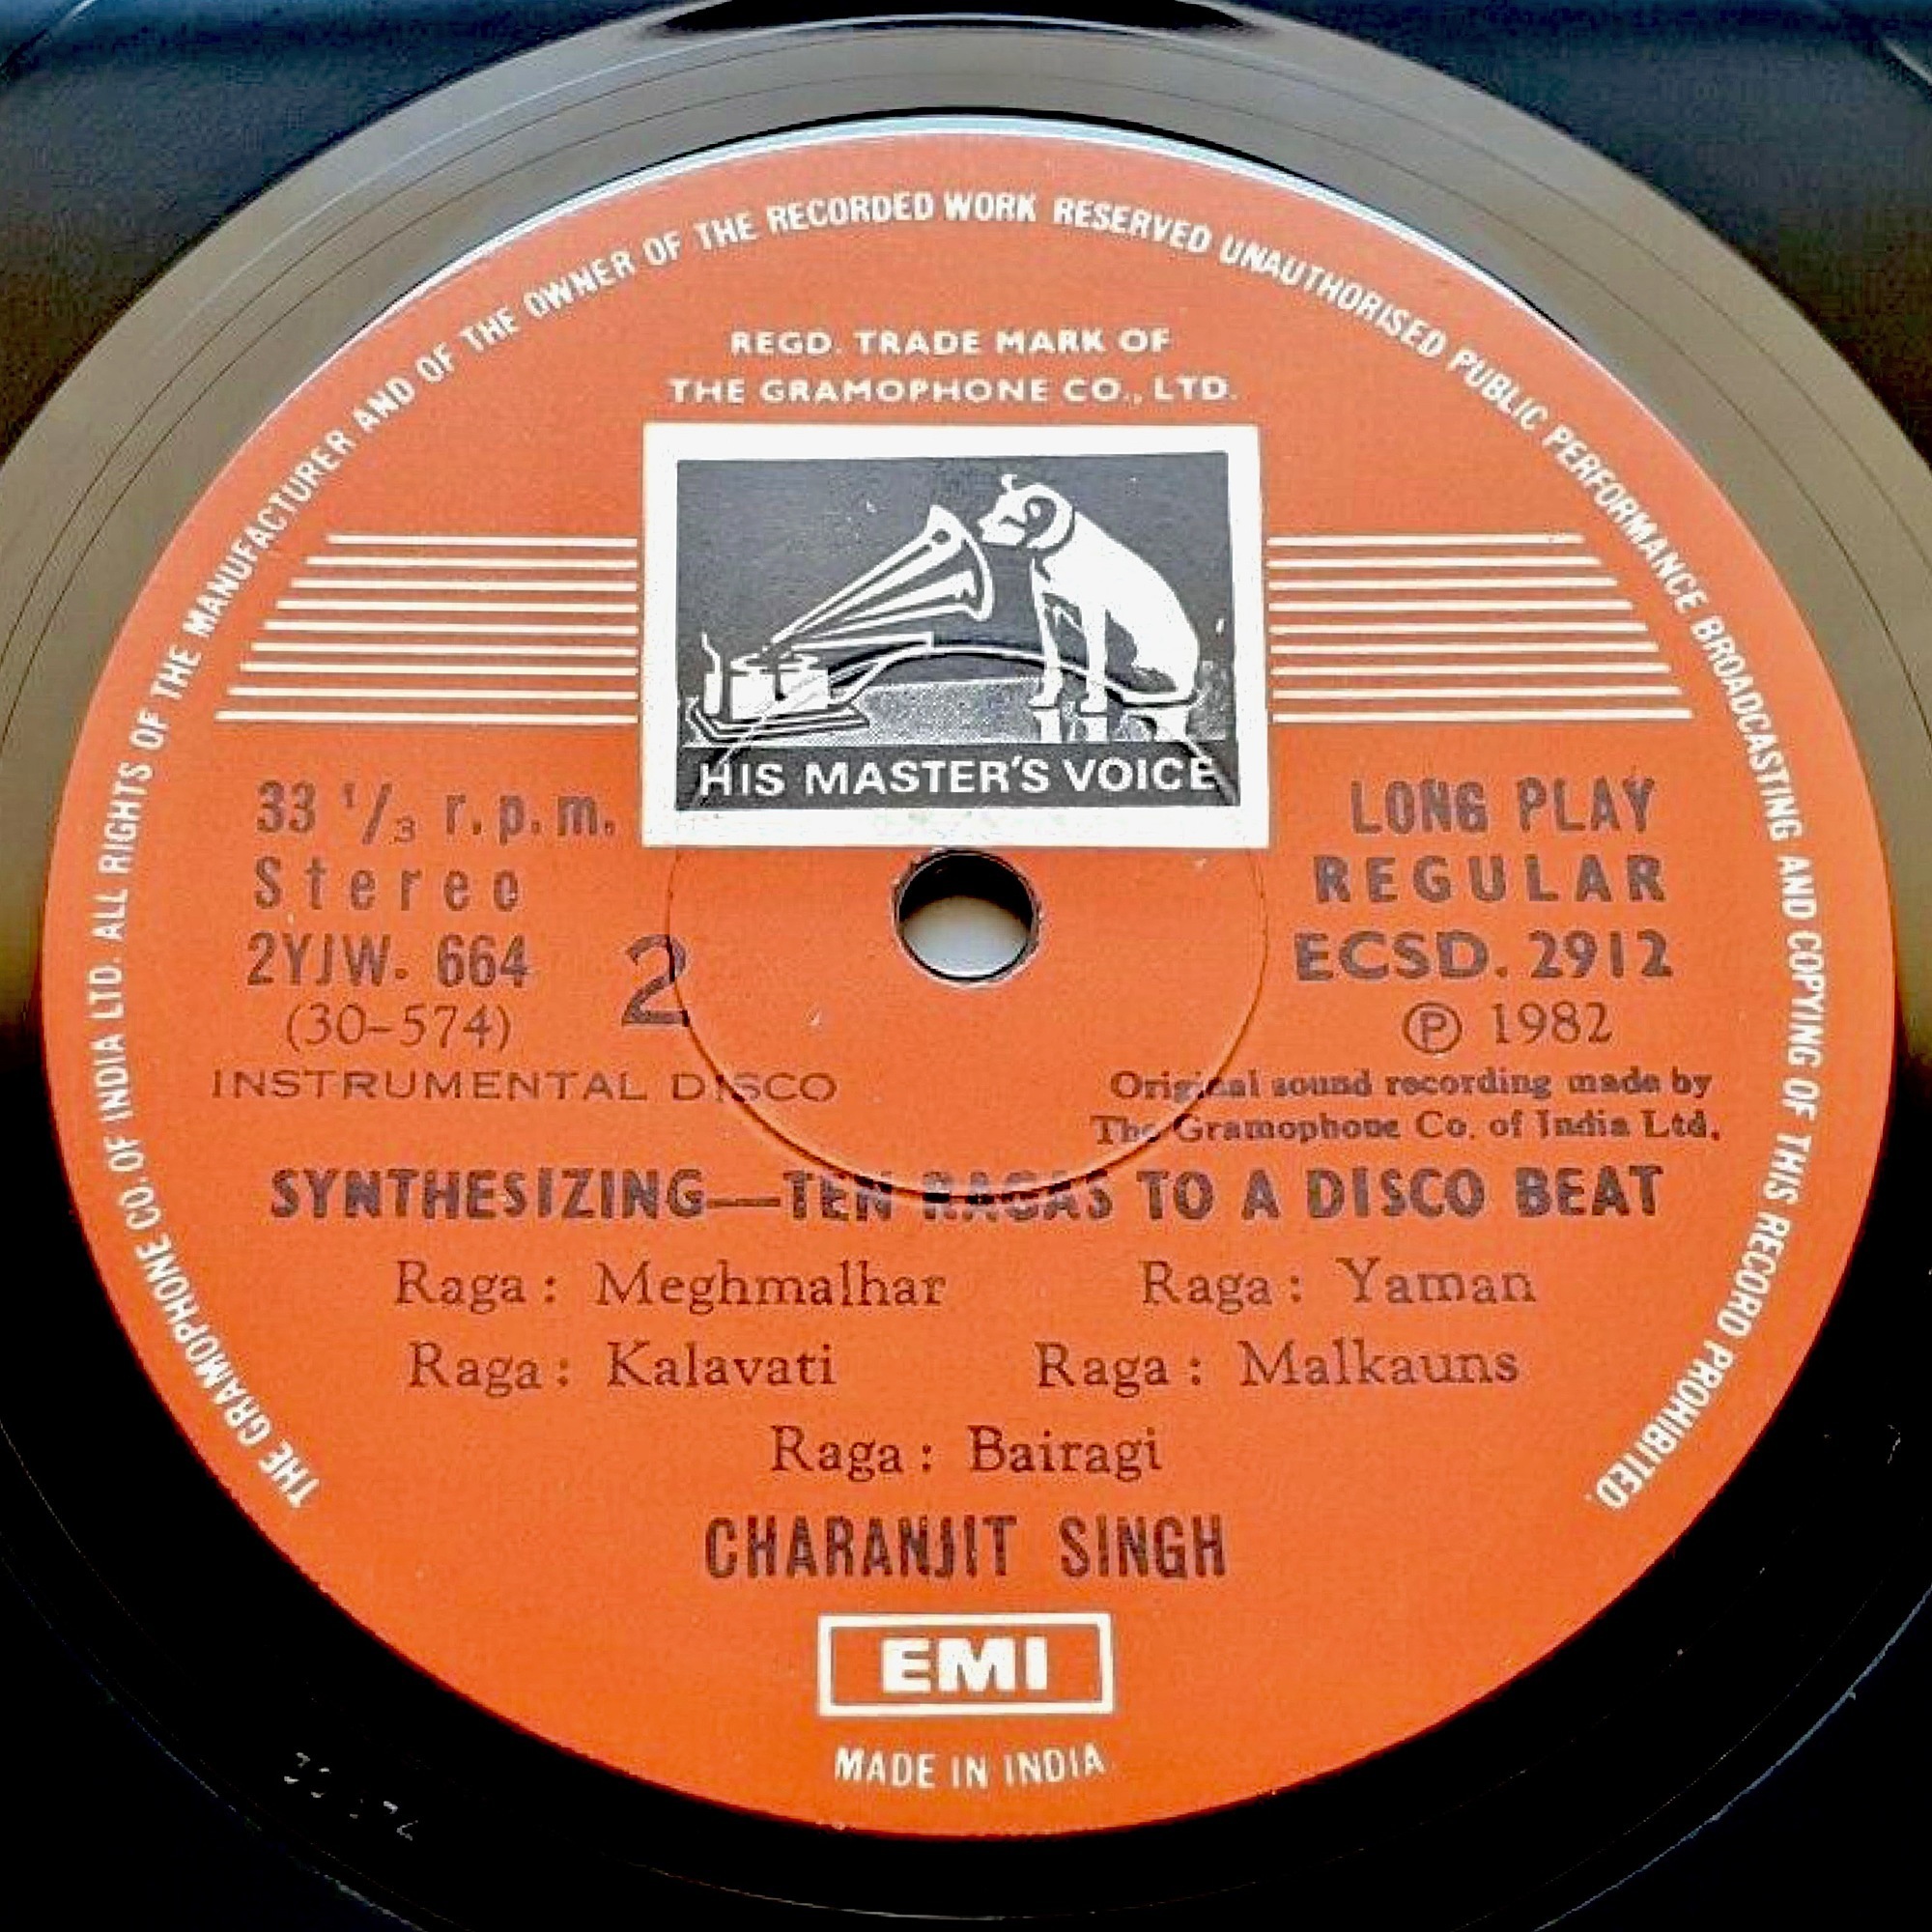 THE GRAMOPHONE CO. OF INDIA LTD. ALL RIGHTS OF THE MANUFACTURER AND OF THE OWNER OF THE RECORDED WORK RESERVED UNAUTHORISED PUBLIC PERFORMANCE BROADCASTING AND COPYING OF THIS RECORD PROHIBITED.
REGD. TRADE MARK OF
THE GRAMOPHONE CO., LTD.
HIS MASTER'S VOICE
33 1/3 r.p.m.
Stereo
2YJW. 664
(30-574)
2
INSTRUMENTAL DISCO
LONG PLAY
REGULAR
ECSD. 2912
Ⓟ 1982
Original sound recording made by
The Gramophone Co. of India Ltd.
SYNTHESIZING—TEN RAGAS TO A DISCO BEAT
Raga : Meghmalhar Raga : Yaman
Raga : Kalavati Raga : Malkauns
Raga : Bairagi
CHARANJIT SINGH
EMI
MADE IN INDIA